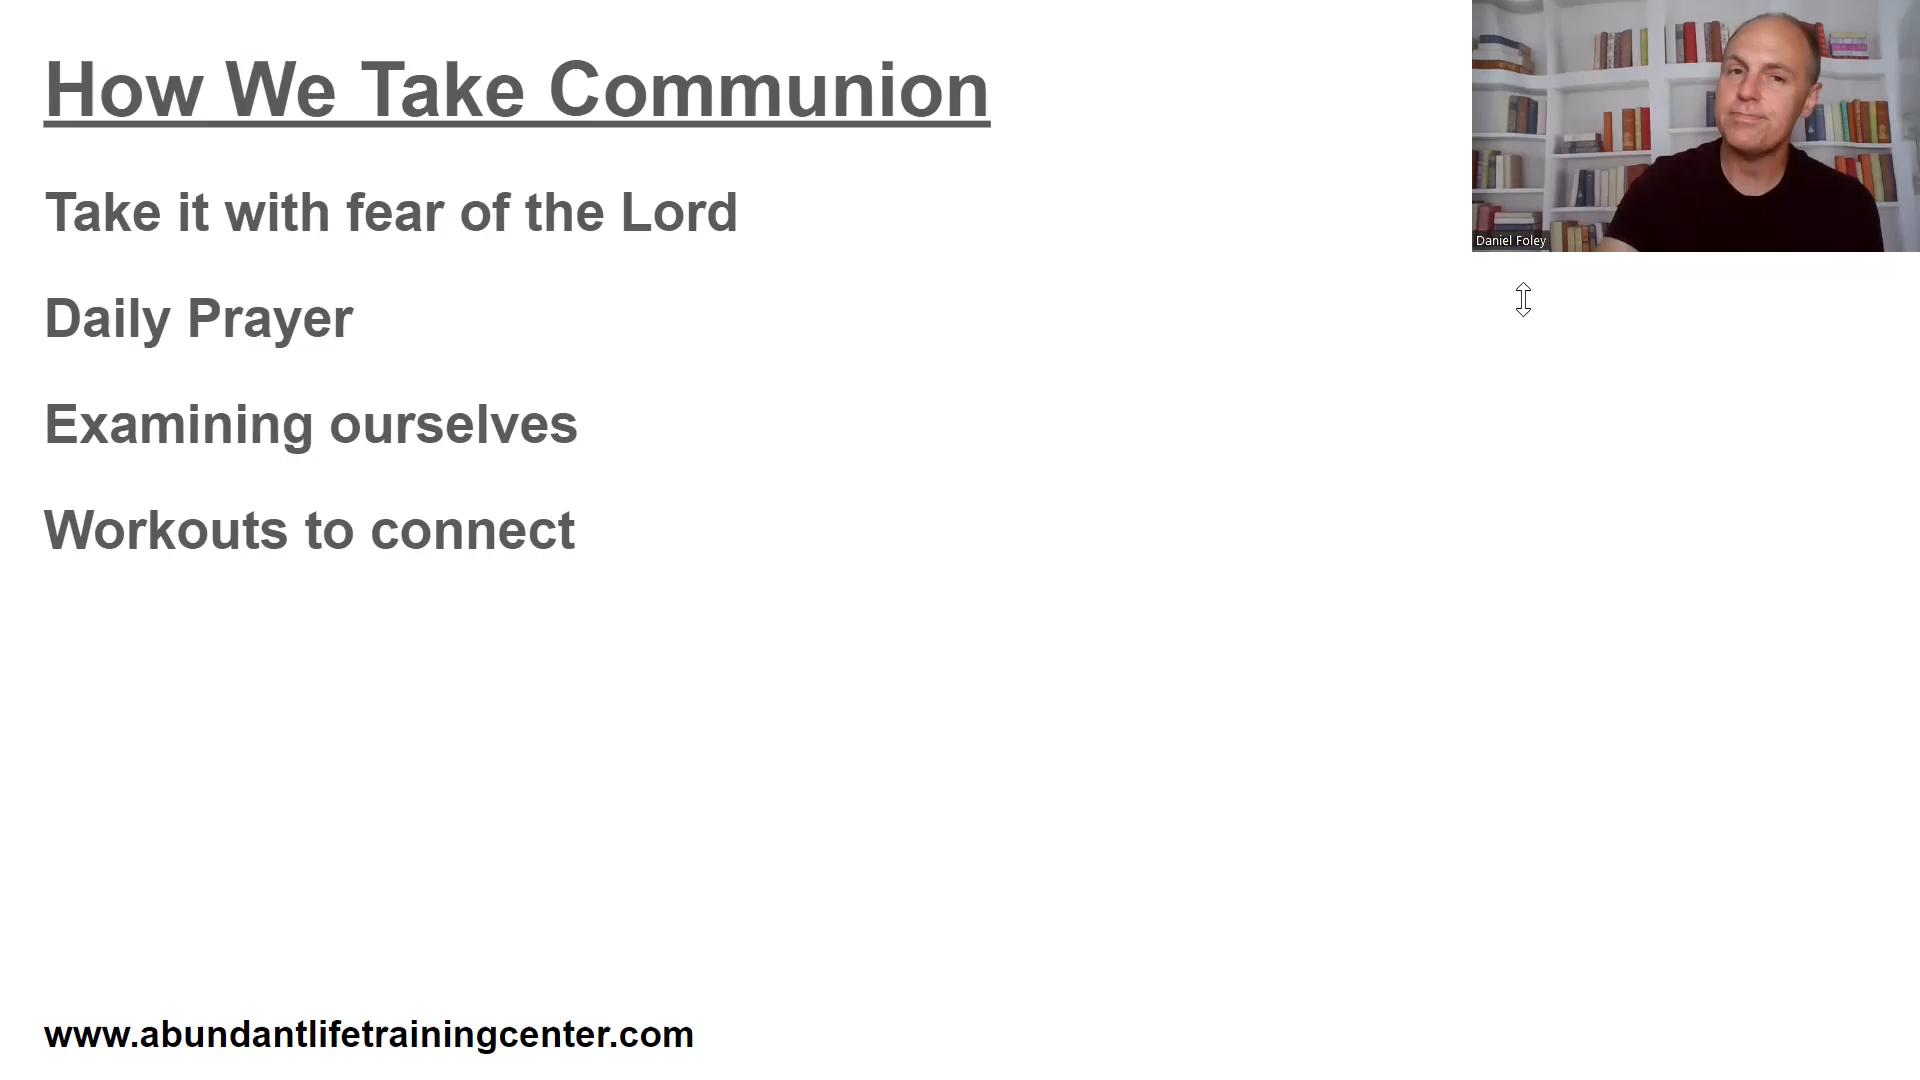 How We Take Communion
Take it with fear of the Lord
Daily Prayer
Examining ourselves
Workouts to connect
Daniel Foley
www.abundantlifetrainingcenter.com